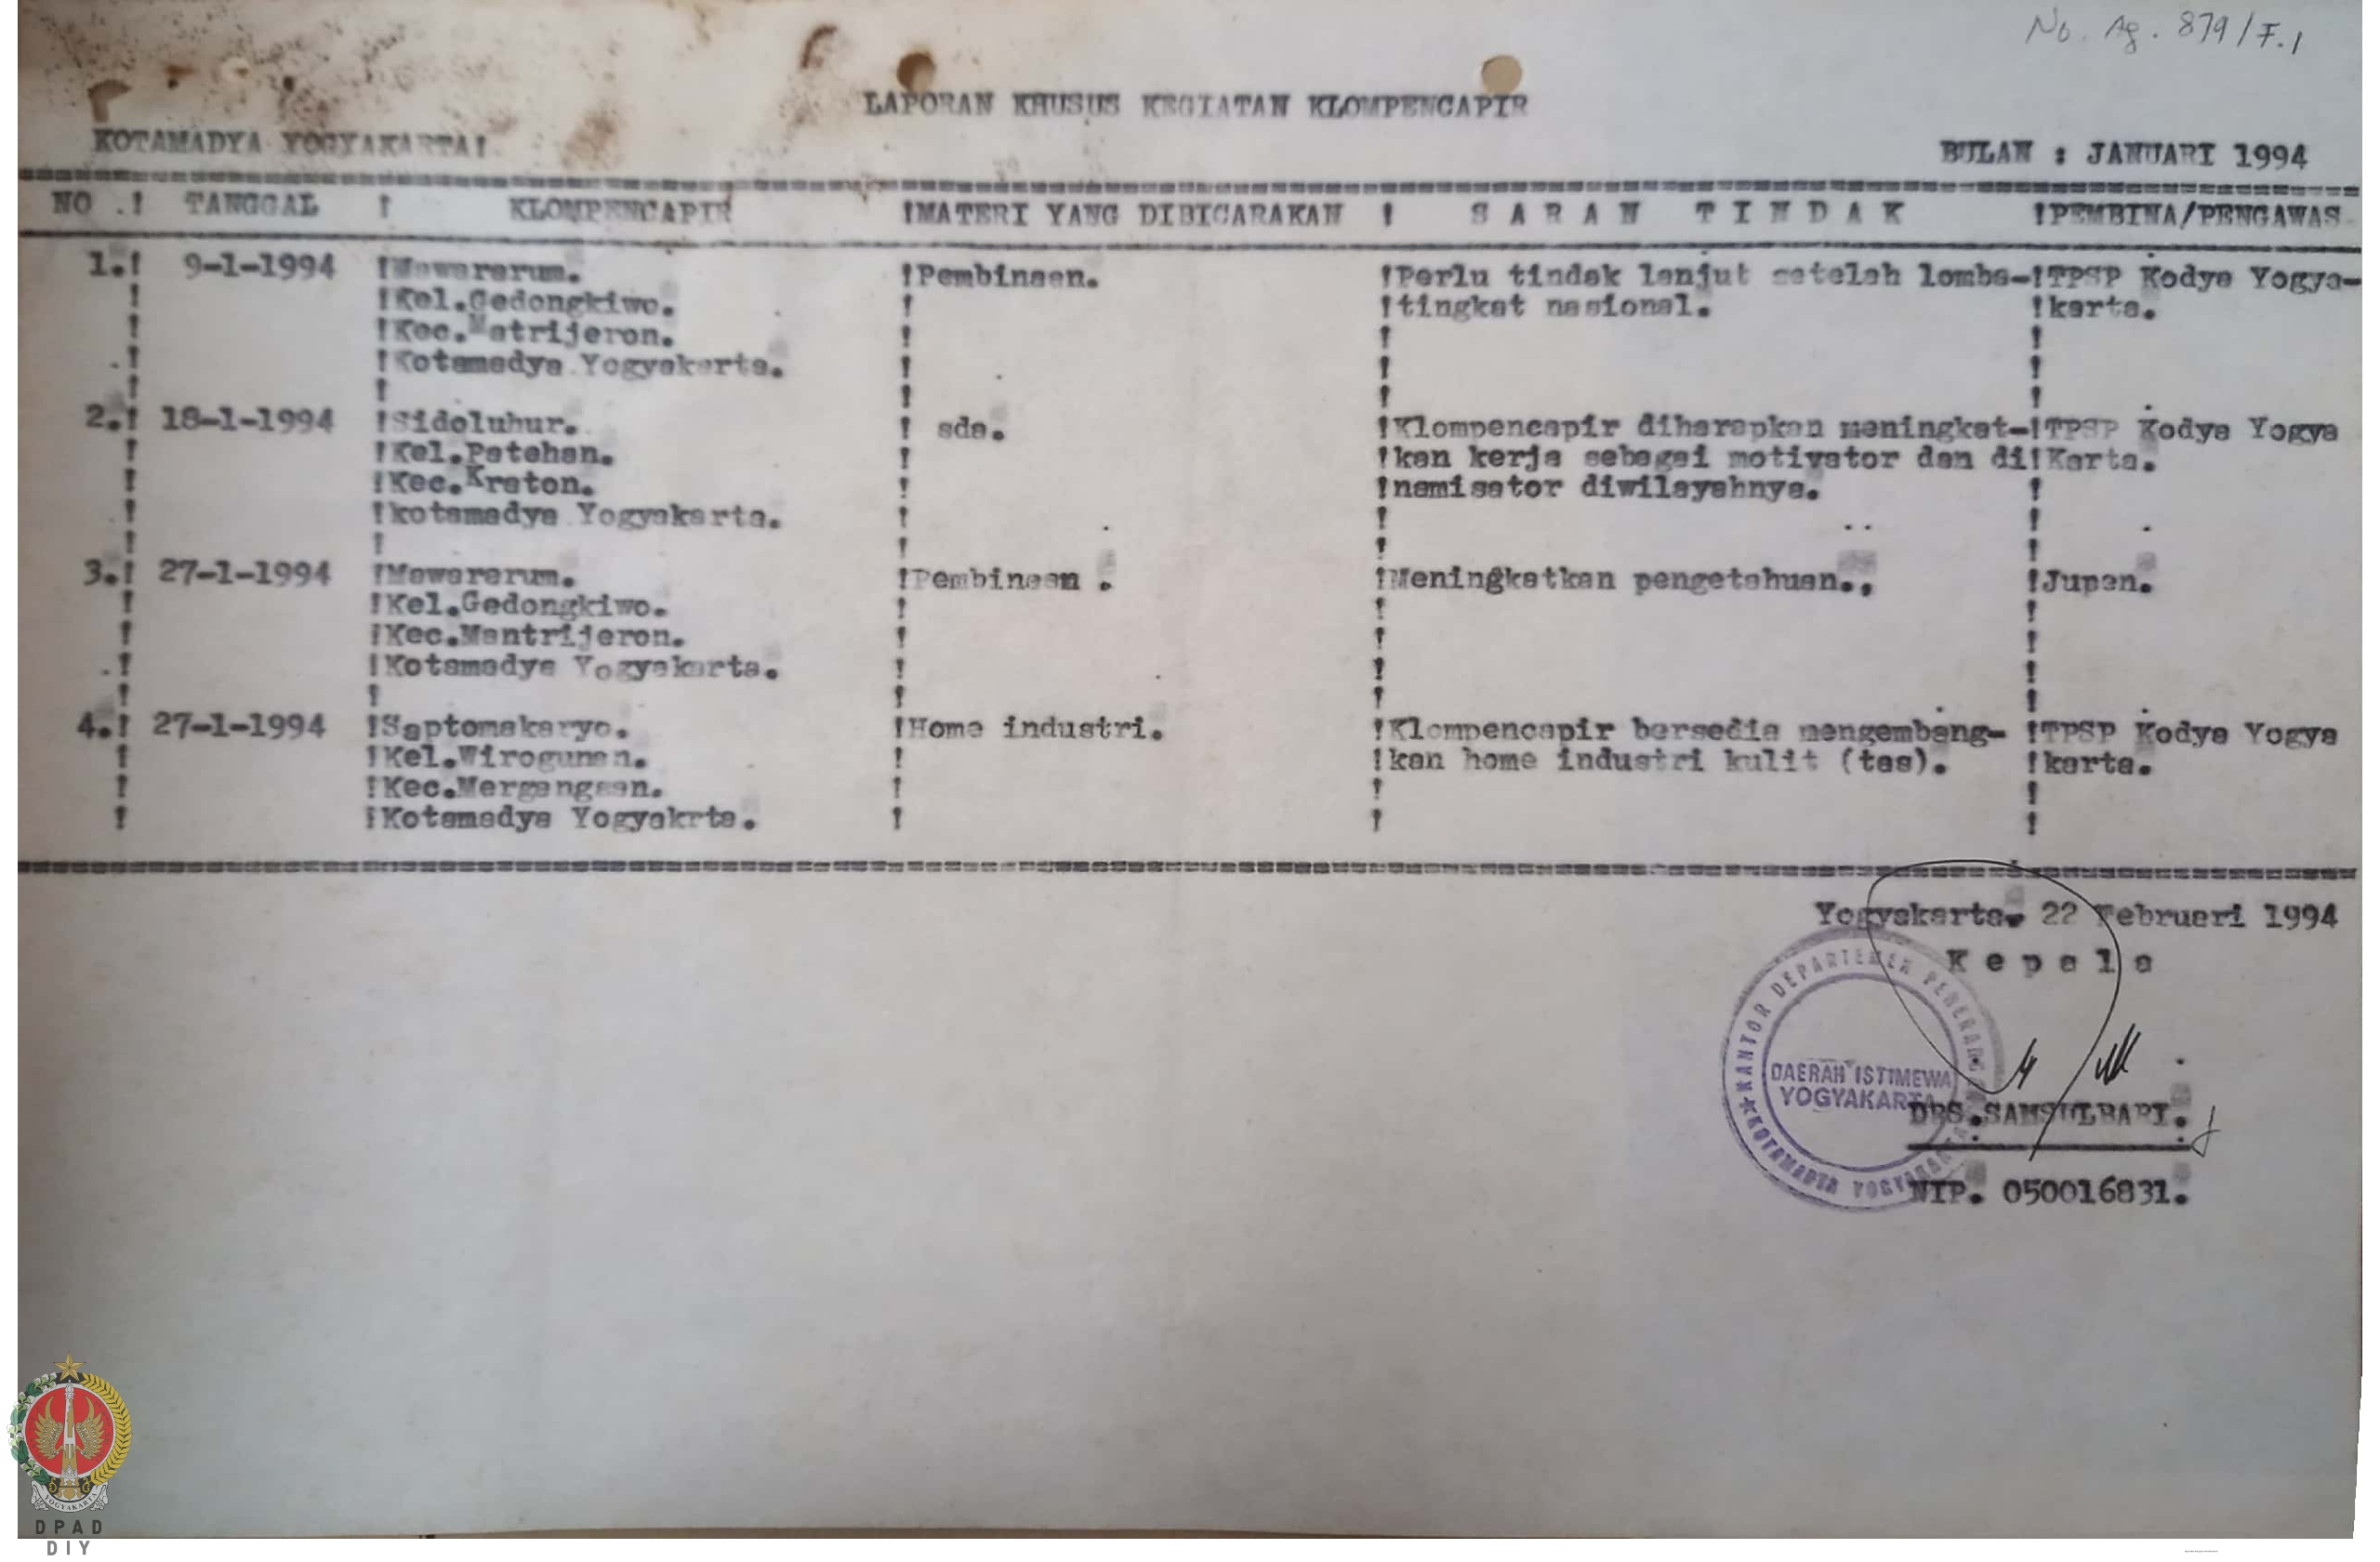 No. Ag. 879/F.1
LAPORAN KHUSUS KEGIATAN KLOMPENCAPIR
KOTAMADYA YOGYAKARTA!
BULAN : JANUARI 1994
NO .! TANGGAL ! KLOMPENCAPIR !MATERI YANG DIBICARAKAN ! S A R A N T I N D A K !PEMBINA/PENGAWAS
1.! 9-1-1994 !Mawararum. !Pembinaan. !Perlu tindak lanjut setelah lomba-!TPSP Kodya Yogya-
! !Kel.Gedongkiwo. ! !tingkat nasional. !karta.
! !Kec.Matrijeron. ! ! !
! !Kotamadya Yogyakarta. ! ! !
! ! ! ! !
2.! 18-1-1994 !Sidoluhur. ! sda. !Klompencapir diharapkan meningkat-!TPSP Kodya Yogya
! !Kel.Patehan. ! !kan kerja sebagai motivator dan di!Karta.
! !Kec.Kraton. ! !namisator diwilayahnya. !
! !kotamadya Yogyakarta. ! ! !
! ! ! ! !
3.! 27-1-1994 !Mawararum. !Pembinaan . !Meningkatkan pengetahuan., !Jupen.
! !Kel.Gedongkiwo. ! ! !
! !Kec.Mantrijeron. ! ! !
! !Kotamadya Yogyakarta. ! ! !
! ! ! ! !
4.! 27-1-1994 !Saptomakaryo. !Home industri. !Klompencapir bersedia mengembang- !TPSP Kodya Yogya
! !Kel.Wirogunan. ! !kan home industri kulit (tas). !karta.
! !Kec.Mergangsan. ! ! !
! !Kotamadya Yogyakrta. ! ! !
Yogyakarta. 22 Februari 1994
K e p a l a
KANTOR DEPARTEMEN PENERANGAN
DAERAH ISTIMEWA
YOGYAKARTA
KOTAMADYA YOGYAKARTA
DRS.SAMSULBARI.
NIP. 050016831.
YOGYAKARTA
DPAD
DIY